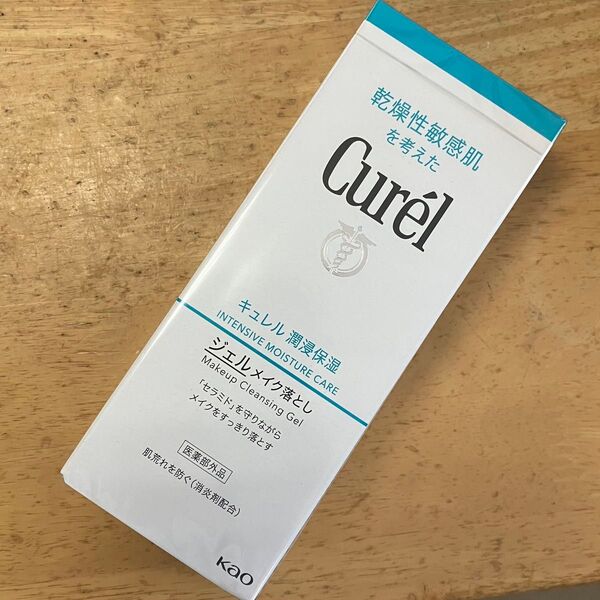 乾燥性敏感肌
を考えた
Curél
キュレル 潤浸保湿
INTENSIVE MOISTURE CARE
ジェルメイク落とし
Makeup Cleansing Gel
「セラミド」を守りながら
メイクをすっきり落とす
医薬部外品
肌荒れを防ぐ(消炎剤配合)
Kao